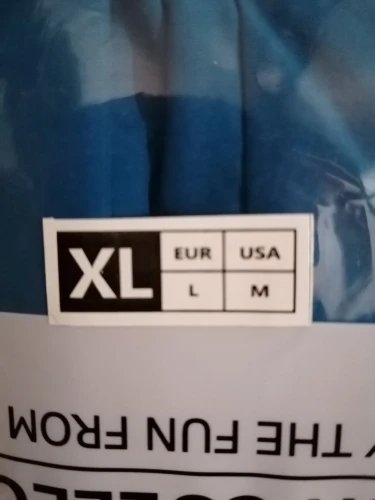 XL
EUR USA
L M
THE FUN FROM